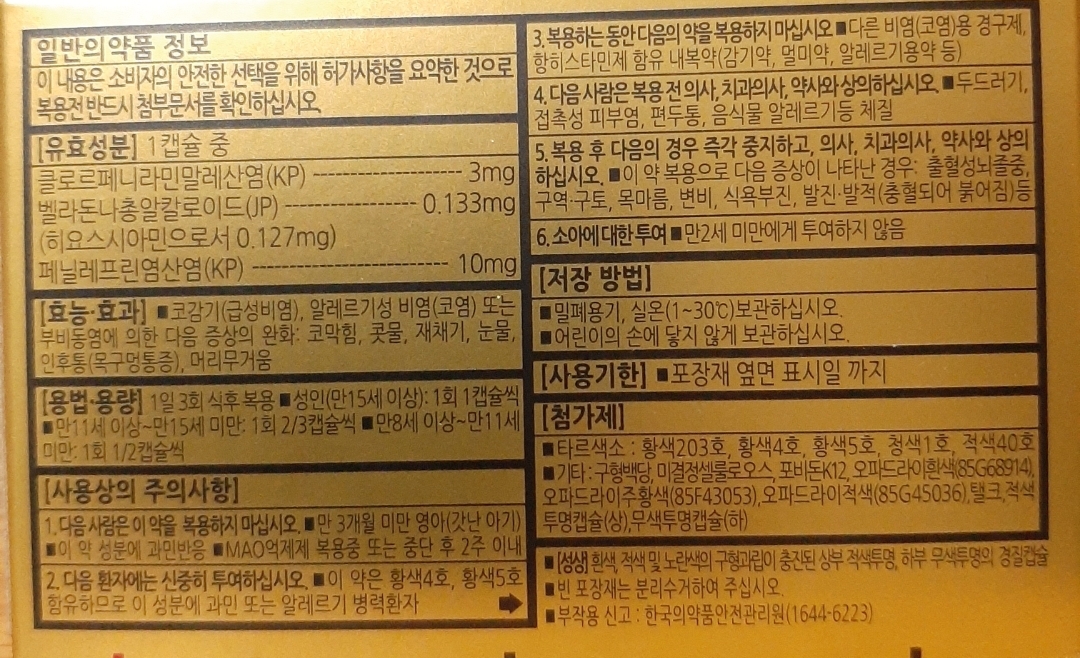 일반의약품 정보
이 내용은 소비자의 안전한 선택을 위해 허가사항을 요약한 것으로
복용전 반드시 첨부문서를 확인하십시오.
[유효성분] 1캡슐 중
클로르페니라민말레산염(KP) ---------------------- 3mg
벨라돈나총알칼로이드(JP) ------------------- 0.133mg
(히요스시아민으로서 0.127mg)
페닐레프린염산염(KP) ---------------------------- 10mg
[효능·효과] ■코감기(급성비염), 알레르기성 비염(코염) 또는
부비동염에 의한 다음 증상의 완화: 코막힘, 콧물, 재채기, 눈물,
인후통(목구멍통증), 머리무거움
[용법·용량] 1일 3회 식후 복용 ■성인(만15세 이상): 1회 1캡슐씩
■만11세 이상~만15세 미만: 1회 2/3캡슐씩 ■만8세 이상~만11세
미만: 1회 1/2캡슐씩
[사용상의 주의사항]
1. 다음 사람은 이 약을 복용하지 마십시오. ■만 3개월 미만 영아(갓난 아기)
■이 약 성분에 과민반응 ■MAO억제제 복용중 또는 중단 후 2주 이내
2. 다음 환자에는 신중히 투여하십시오. ■이 약은 황색4호, 황색5호
함유하므로 이 성분에 과민 또는 알레르기 병력환자
3. 복용하는 동안 다음의 약을 복용하지 마십시오 ■다른 비염(코염)용 경구제,
항히스타민제 함유 내복약(감기약, 멀미약, 알레르기용약 등)
4. 다음 사람은 복용 전 의사, 치과의사, 약사와 상의하십시오. ■두드러기,
접촉성 피부염, 편두통, 음식물 알레르기등 체질
5. 복용 후 다음의 경우 즉각 중지하고, 의사, 치과의사, 약사와 상의
하십시오. ■이 약 복용으로 다음 증상이 나타난 경우: 출혈성뇌졸중,
구역·구토, 목마름, 변비, 식욕부진, 발진·발적(충혈되어 붉어짐)등
6. 소아에 대한 투여 ■만2세 미만에게 투여하지 않음
[저장 방법]
■밀폐용기, 실온(1~30℃)보관하십시오.
■어린이의 손에 닿지 않게 보관하십시오.
[사용기한] ■포장재 옆면 표시일 까지
[첨가제]
■타르색소 : 황색203호, 황색4호, 황색5호, 청색1호, 적색40호
■기타 : 구형백당, 미결정셀룰로오스, 포비돈K12, 오파드라이흰색(85G68914),
오파드라이주황색(85F43053),오파드라이적색(85G45036),탤크,적색
투명캡슐(상),무색투명캡슐(하)
■[성상] 흰색, 적색 및 노란색의 구형과립이 충진된 상부 적색투명, 하부 무색투명의 경질캡슐
■빈 포장재는 분리수거하여 주십시오.
■부작용 신고 : 한국의약품안전관리원(1644-6223)